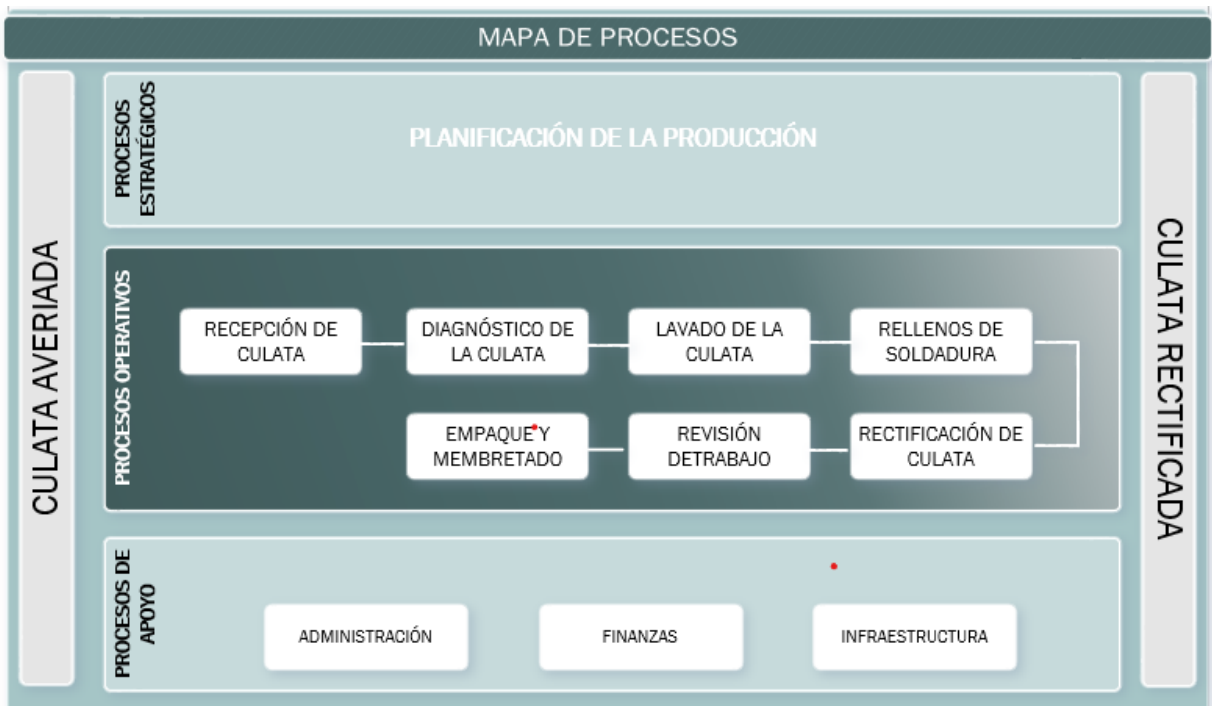 MAPA DE PROCESOS
CULATA AVERIADA
PROCESOS
ESTRATÉGICOS
PLANIFICACIÓN DE LA PRODUCCIÓN
PROCESOS OPERATIVOS
RECEPCIÓN DE
CULATA
DIAGNÓSTICO DE
LA CULATA
LAVADO DE LA
CULATA
RELLENOS DE
SOLDADURA
EMPAQUE Y
MEMBRETADO
REVISIÓN
DETRABAJO
RECTIFICACIÓN DE
CULATA
PROCESOS DE
APOYO
ADMINISTRACIÓN
FINANZAS
INFRAESTRUCTURA
CULATA RECTIFICADA